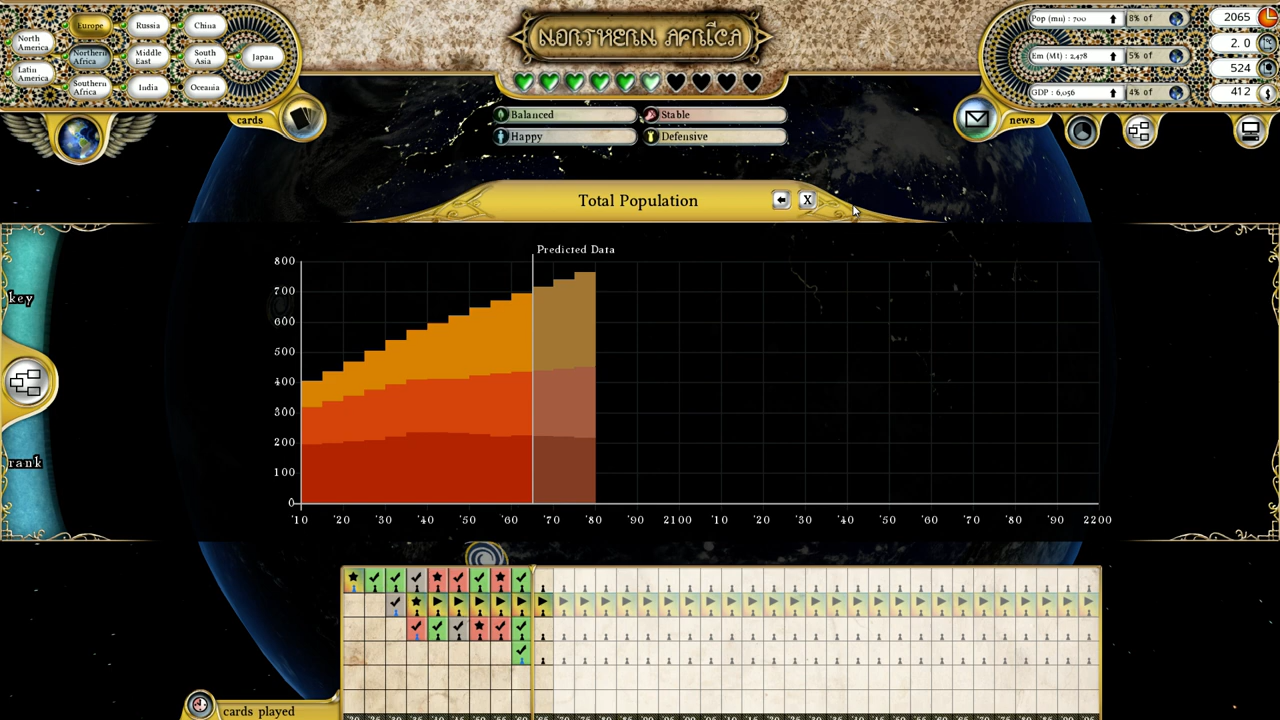 Europe
Russia
China
North
America
Northern
Africa
Middle
East
South
Asia
Japan
Latin
America
Southern
Africa
India
Oceania
cards
NORTHERN AFRICA
Balanced
Stable
Happy
Defensive
Pop (mn) : 700
8% of
2065
Em (Mt) : 2,478
5% of
2. 0
524
GDP : 6,056
4% of
412
news
Total Population
X
key
rank
Predicted Data
800
700
600
500
400
300
200
100
0
'10 '20 '30 '40 '50 '60 '70 '80 '90 2100 '10 '20 '30 '40 '50 '60 '70 '80 '90 2200
cards played